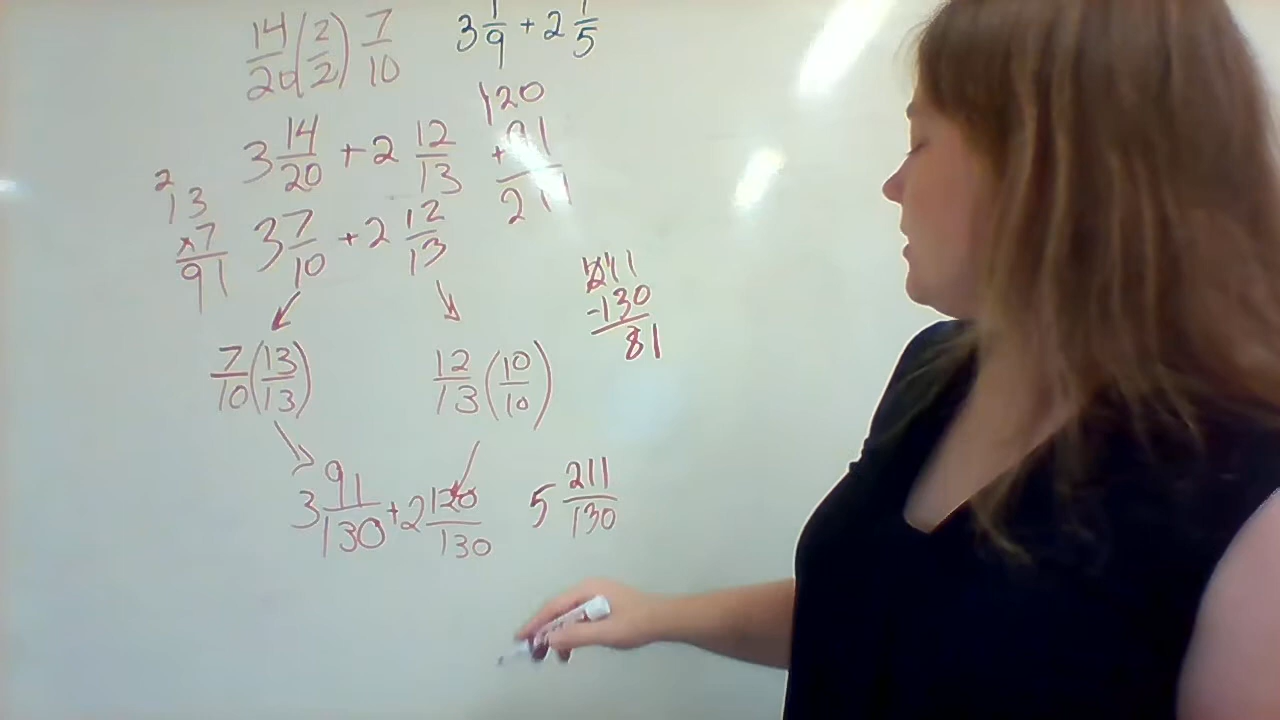 14/20 (2/2) 7/10
3 1/9 + 2 1/5
3 14/20 + 2 12/13
120
+91
211
2
13
×7
91
3 7/10 + 2 12/13
211
-130
81
7/10 (13/13)
12/13 (10/10)
3 91/130 + 2 120/130
5 211/130